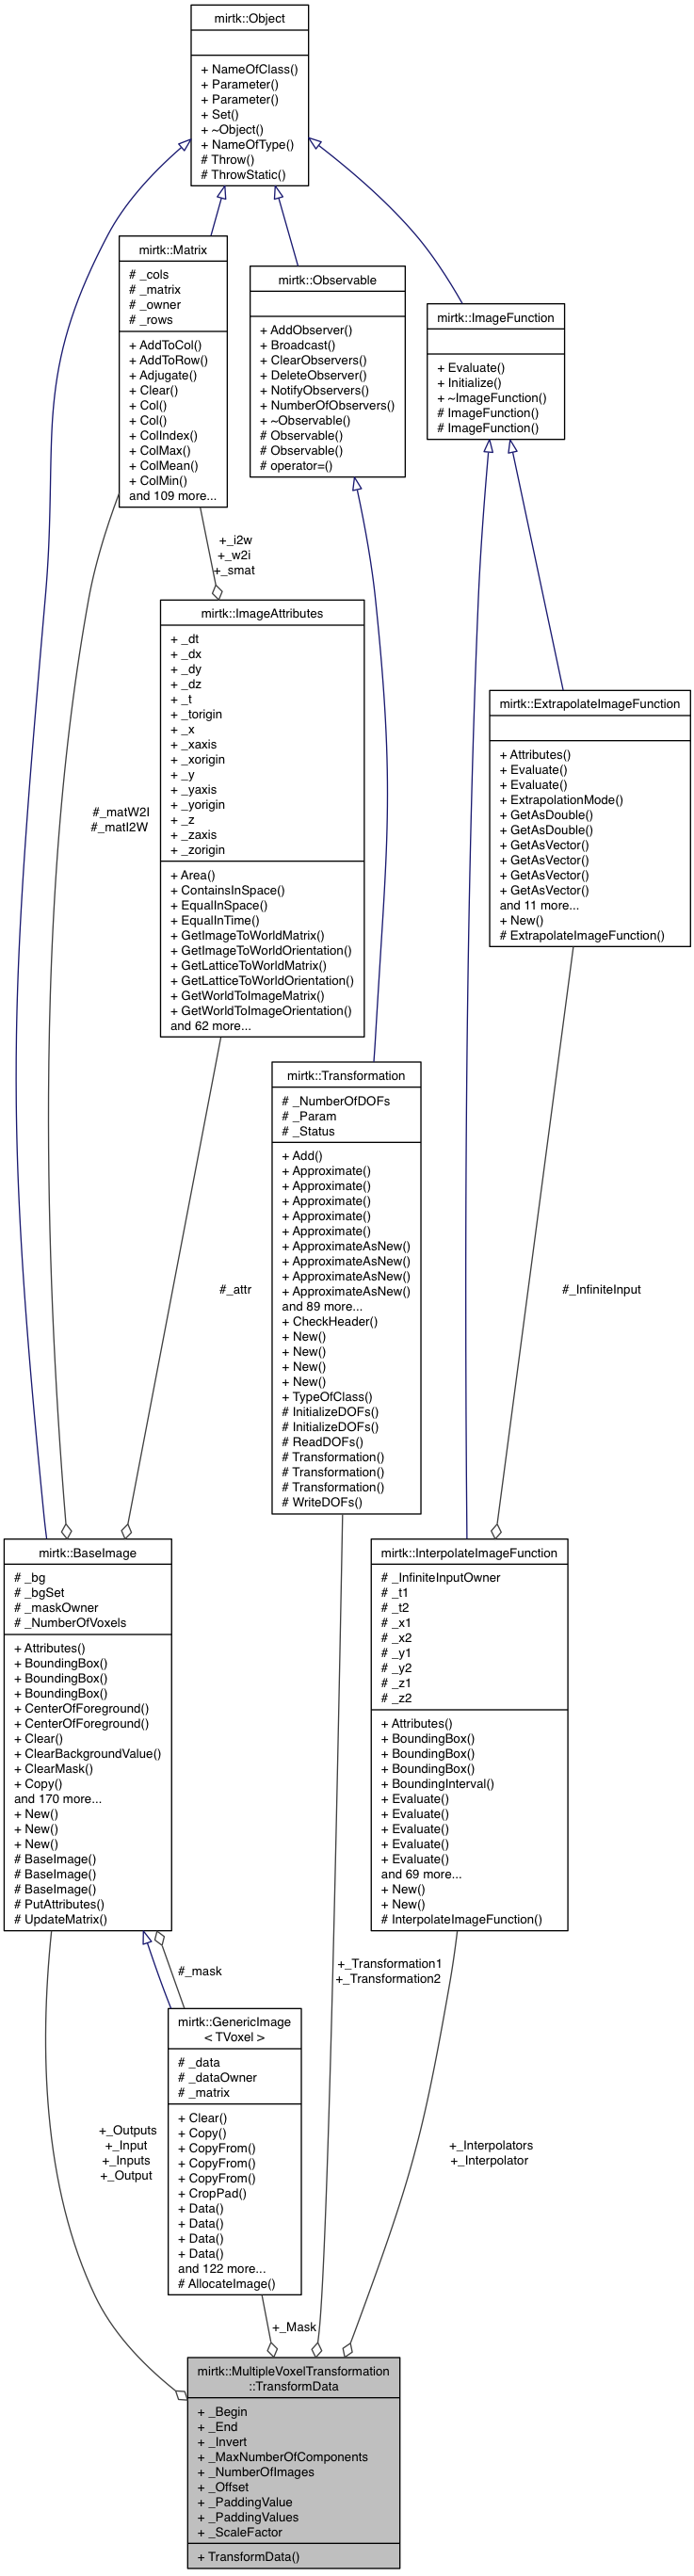 mirtk::Object
+ NameOfClass()
+ Parameter()
+ Parameter()
+ Set()
+ ~Object()
+ NameOfType()
# Throw()
# ThrowStatic()
mirtk::Matrix
# _cols
# _matrix
# _owner
# _rows
+ AddToCol()
+ AddToRow()
+ Adjugate()
+ Clear()
+ Col()
+ Col()
+ ColIndex()
+ ColMax()
+ ColMean()
+ ColMin()
and 109 more...
mirtk::Observable
+ AddObserver()
+ Broadcast()
+ ClearObservers()
+ DeleteObserver()
+ NotifyObservers()
+ NumberOfObservers()
+ ~Observable()
# Observable()
# Observable()
# operator=()
mirtk::ImageFunction
+ Evaluate()
+ Initialize()
+ ~ImageFunction()
# ImageFunction()
# ImageFunction()
+_i2w
+_w2i
+_smat
mirtk::ImageAttributes
+ _dt
+ _dx
+ _dy
+ _dz
+ _t
+ _torigin
+ _x
+ _xaxis
+ _xorigin
+ _y
+ _yaxis
+ _yorigin
+ _z
+ _zaxis
+ _zorigin
+ Area()
+ ContainsInSpace()
+ EqualInSpace()
+ EqualInTime()
+ GetImageToWorldMatrix()
+ GetImageToWorldOrientation()
+ GetLatticeToWorldMatrix()
+ GetLatticeToWorldOrientation()
+ GetWorldToImageMatrix()
+ GetWorldToImageOrientation()
and 62 more...
mirtk::ExtrapolateImageFunction
+ Attributes()
+ Evaluate()
+ Evaluate()
+ ExtrapolationMode()
+ GetAsDouble()
+ GetAsDouble()
+ GetAsVector()
+ GetAsVector()
+ GetAsVector()
+ GetAsVector()
and 11 more...
+ New()
# ExtrapolateImageFunction()
#_matW2I
#_matI2W
mirtk::Transformation
# _NumberOfDOFs
# _Param
# _Status
+ Add()
+ Approximate()
+ Approximate()
+ Approximate()
+ Approximate()
+ Approximate()
+ ApproximateAsNew()
+ ApproximateAsNew()
+ ApproximateAsNew()
+ ApproximateAsNew()
and 89 more...
+ CheckHeader()
+ New()
+ New()
+ New()
+ New()
+ TypeOfClass()
# InitializeDOFs()
# InitializeDOFs()
# ReadDOFs()
# Transformation()
# Transformation()
# Transformation()
# WriteDOFs()
#_attr
#_InfiniteInput
mirtk::BaseImage
# _bg
# _bgSet
# _maskOwner
# _NumberOfVoxels
+ Attributes()
+ BoundingBox()
+ BoundingBox()
+ BoundingBox()
+ CenterOfForeground()
+ CenterOfForeground()
+ Clear()
+ ClearBackgroundValue()
+ ClearMask()
+ Copy()
and 170 more...
+ New()
+ New()
+ New()
# BaseImage()
# BaseImage()
# BaseImage()
# PutAttributes()
# UpdateMatrix()
mirtk::InterpolateImageFunction
# _InfiniteInputOwner
# _t1
# _t2
# _x1
# _x2
# _y1
# _y2
# _z1
# _z2
+ Attributes()
+ BoundingBox()
+ BoundingBox()
+ BoundingBox()
+ BoundingInterval()
+ Evaluate()
+ Evaluate()
+ Evaluate()
+ Evaluate()
+ Evaluate()
and 69 more...
+ New()
+ New()
# InterpolateImageFunction()
#_mask
+_Transformation1
+_Transformation2
mirtk::GenericImage
< TVoxel >
# _data
# _dataOwner
# _matrix
+ Clear()
+ Copy()
+ CopyFrom()
+ CopyFrom()
+ CopyFrom()
+ CropPad()
+ Data()
+ Data()
+ Data()
+ Data()
and 122 more...
# AllocateImage()
+_Outputs
+_Input
+_Inputs
+_Output
+_Interpolators
+_Interpolator
+_Mask
mirtk::MultipleVoxelTransformation
::TransformData
+ _Begin
+ _End
+ _Invert
+ _MaxNumberOfComponents
+ _NumberOfImages
+ _Offset
+ _PaddingValue
+ _PaddingValues
+ _ScaleFactor
+ TransformData()